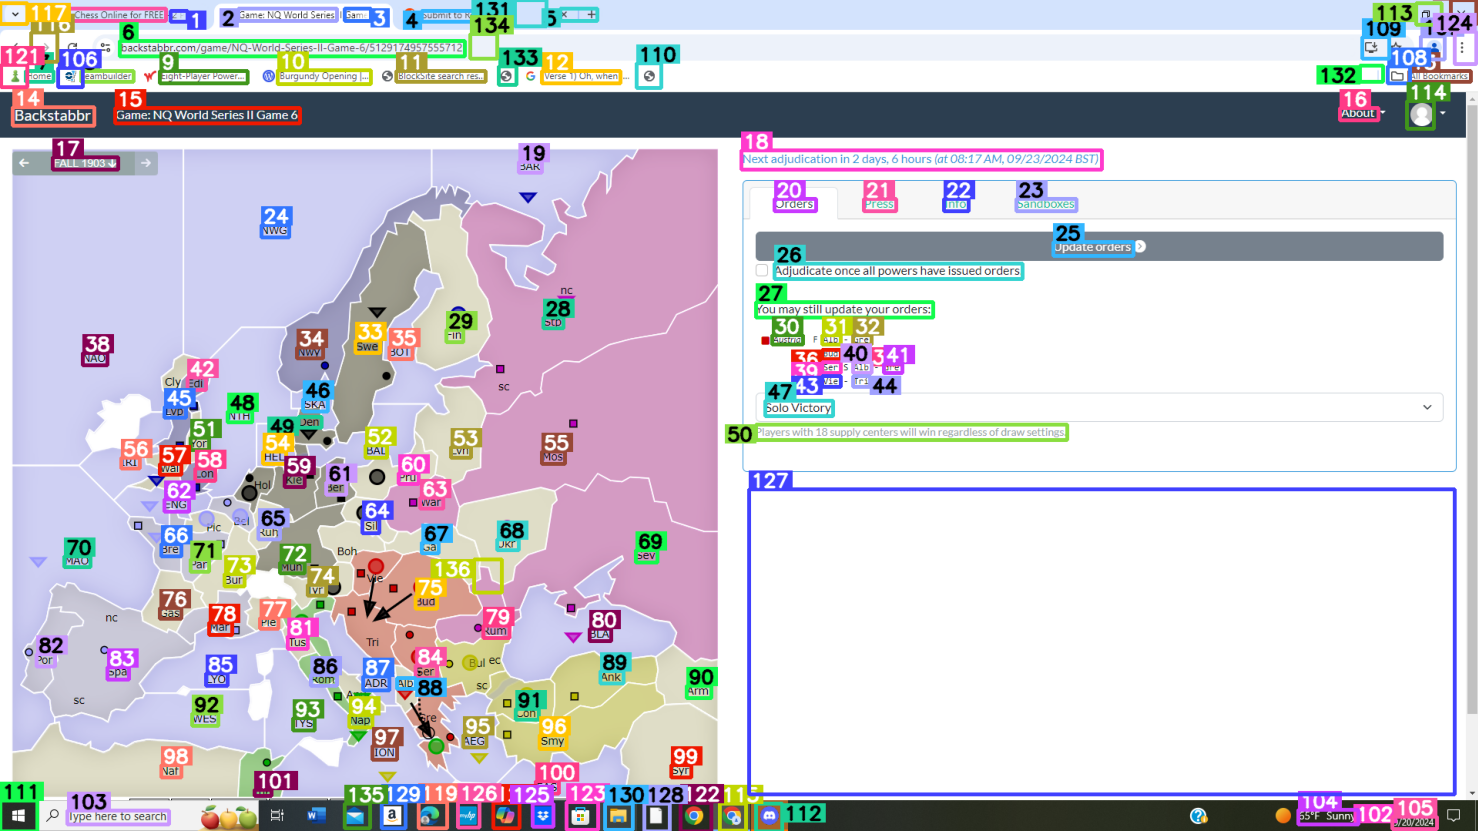 117
Chess Online for FREE
1
2
Game: NQ World Series
3
4
Submit to
131
5
113
124
116
6
backstabbr.com/game/NQ-World-Series-II-Game-6/5129174957555712
134
109
121
Home
106
Teambuilder
9
Eight-Player Power...
10
Burgundy Opening |...
11
BlockSite search res...
133
12
Verse 1) Oh, when ...
110
132
108
All Bookmarks
14
Backstabbr
15
Game: NQ World Series II Game 6
16
About
114
17
FALL 1903
18
Next adjudication in 2 days, 6 hours (at 08:17 AM, 09/23/2024 BST)
19
BAR
20
Orders
21
Press
22
Info
23
Sandboxes
24
NWG
25
Update orders
26
Adjudicate once all powers have issued orders
27
You may still update your orders:
nc
28
Stp
29
Fin
30
Austria
F
31
Alb
-
32
Gre
33
Swe
34
NWY
35
BOT
36
38
NAO
39
Ser S
40
Alb -
41
Gre
42
Cly Edi
43
Vie - Tri
44
sc
45
Lvp
46
SKA
47
Solo Victory
48
NTH
49
Den
50
Players with 18 supply centers will win regardless of draw settings.
51
Yor
52
BAL
53
Lvn
54
HEL
55
Mos
56
IRI
57
Wal
58
Lon
Hol
59
Kie
60
Pru
61
Ber
62
ENG
63
War
64
Sil
127
65
Ruh
Pic
Bel
66
Bre
67
Ga
68
Ukr
69
Sev
70
MAO
71
Par
72
Mun
Boh
73
Bur
74
Tyr
Vie
136
75
Bud
76
Gas
nc
77
Pie
78
Mar
79
Rum
80
BLA
81
Tus
Tri
82
Por
83
Spa
84
Ser
Bul ec
85
LYO
86
Rom
87
ADR
Alb
88
89
Ank
90
Arm
sc
sc
91
Con
92
WES
93
TYS
94
Nap
Gre
95
AEG
96
Smy
97
ION
98
Naf
99
Syr
100
101
111
103
Type here to search
135
129
119
126
125
123
130
128
122
115
112
104
55°F Sunny
102
105
9/20/2024